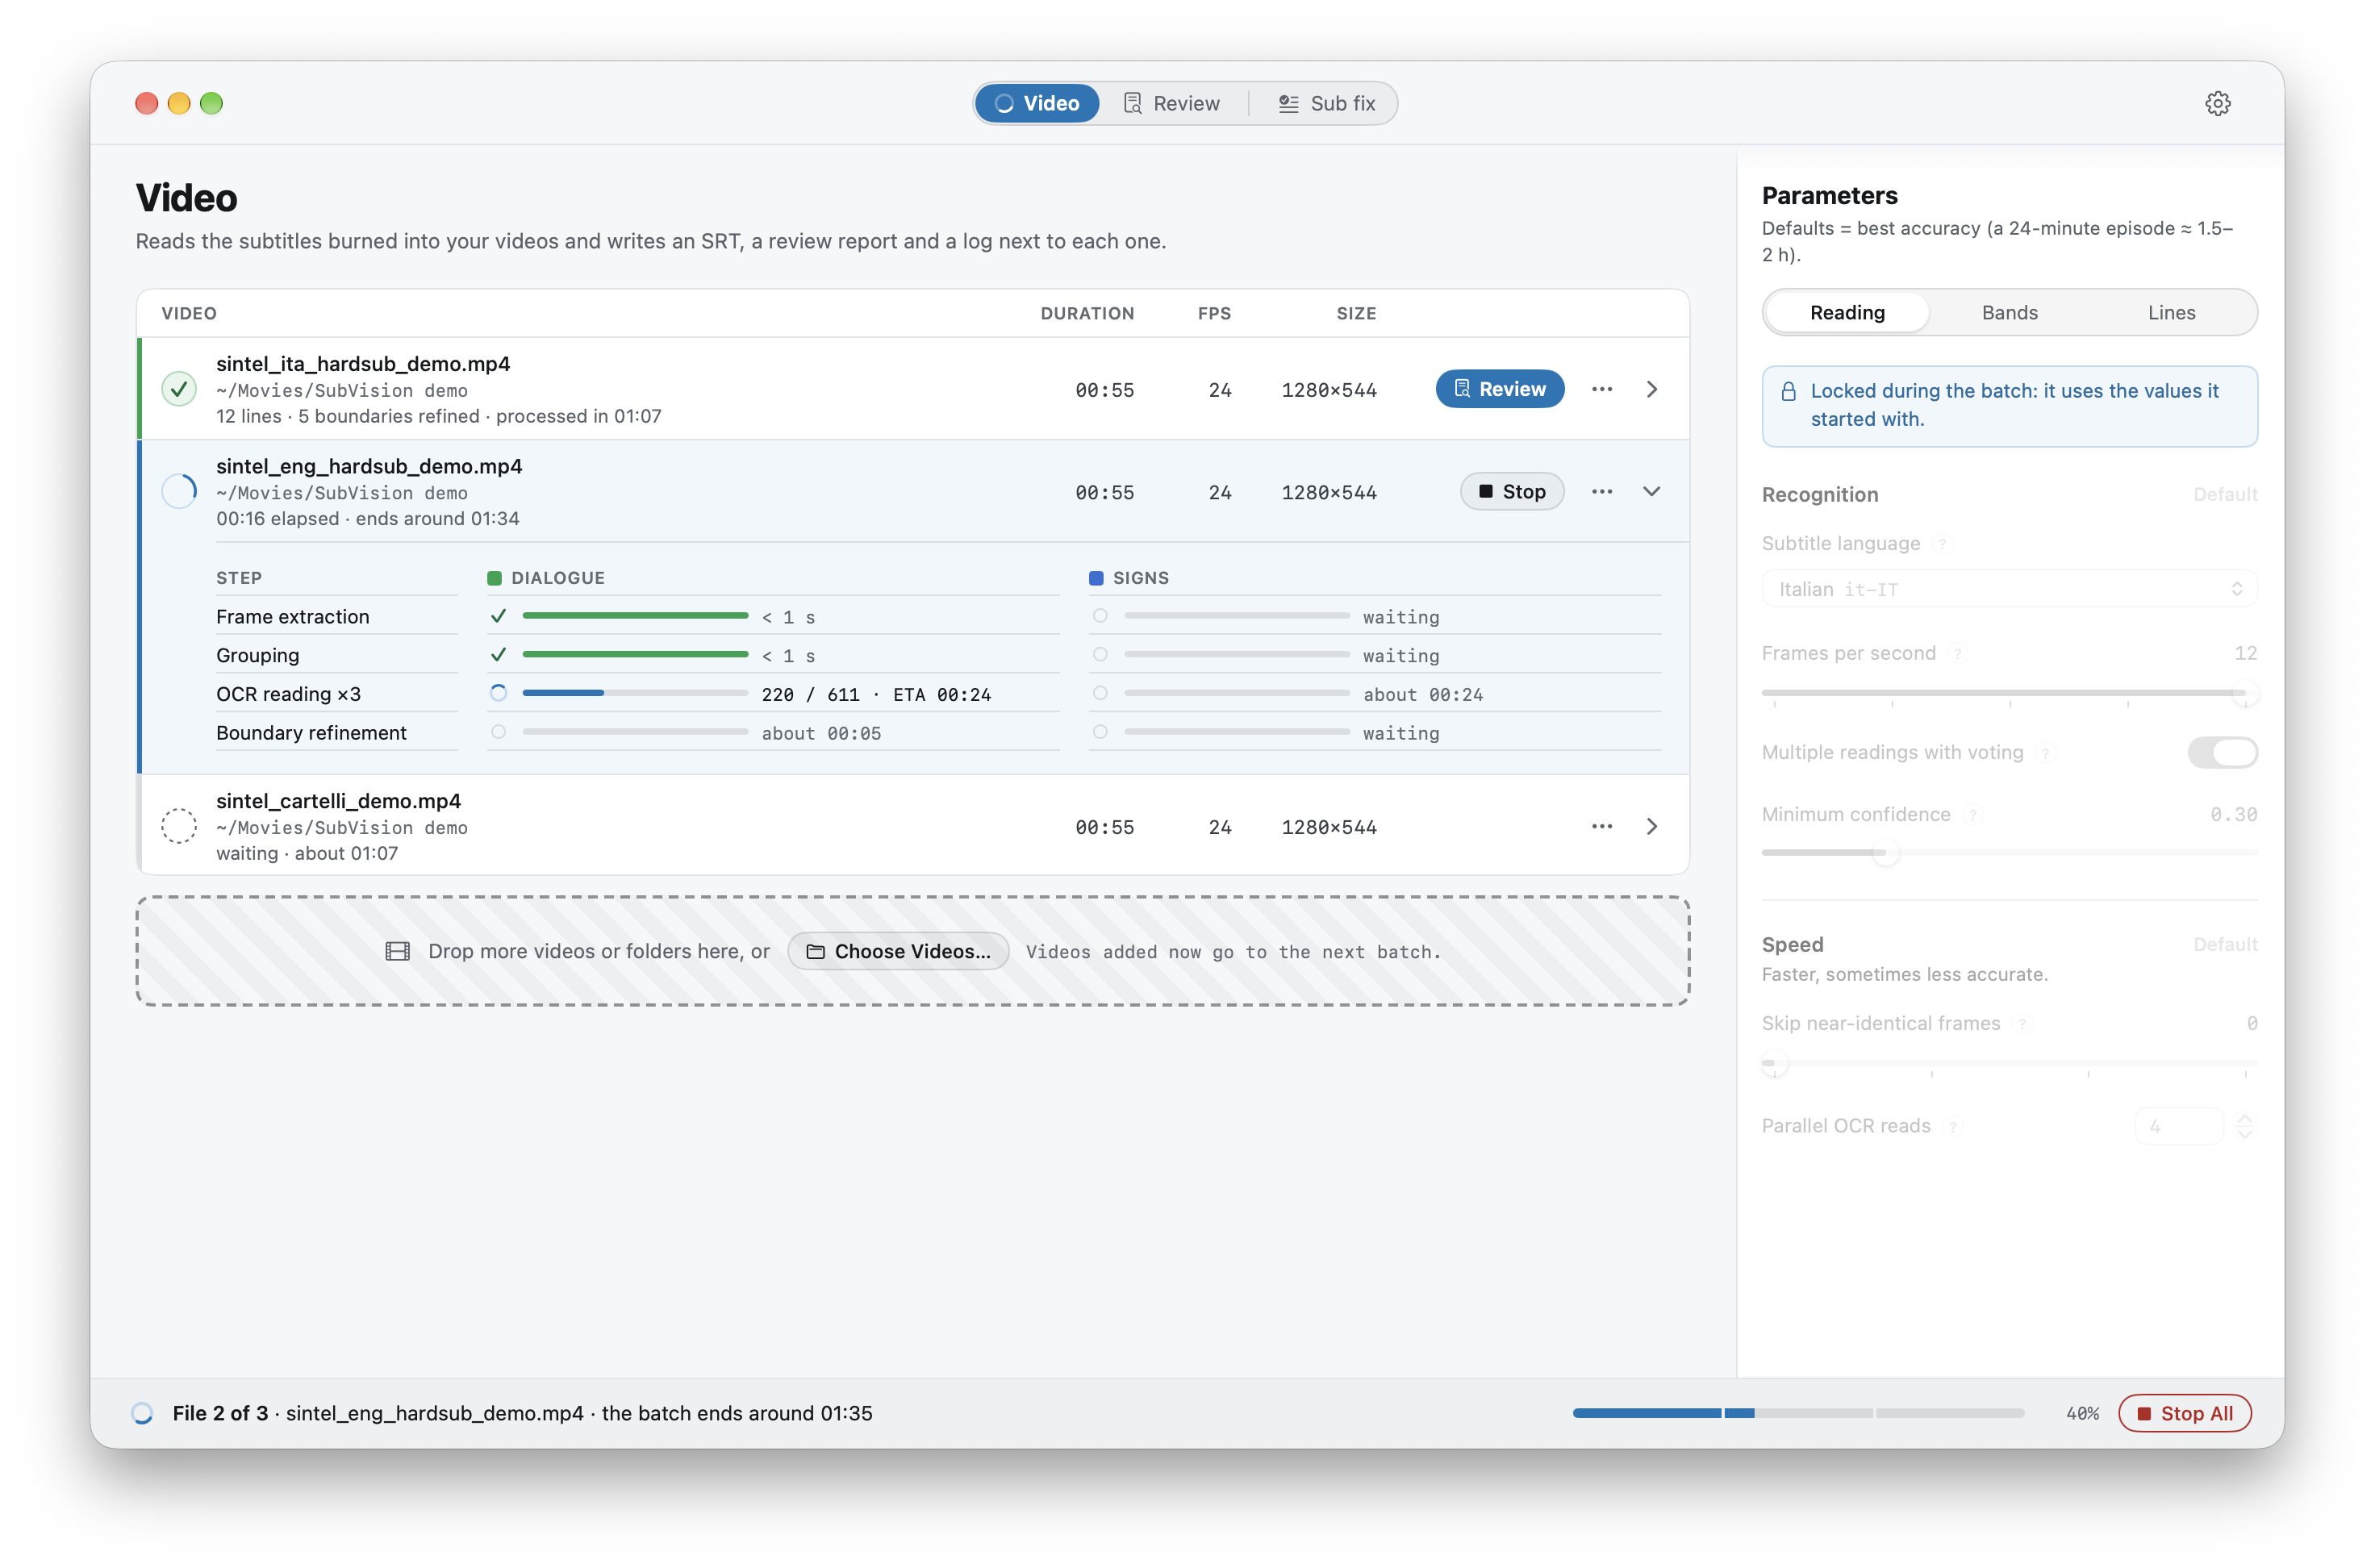 Video
Review
Sub fix
Video
Reads the subtitles burned into your videos and writes an SRT, a review report and a log next to each one.
VIDEO DURATION FPS SIZE
sintel_ita_hardsub_demo.mp4
~/Movies/SubVision demo
12 lines · 5 boundaries refined · processed in 01:07
00:55 24 1280×544
Review
sintel_eng_hardsub_demo.mp4
~/Movies/SubVision demo
00:16 elapsed · ends around 01:34
00:55 24 1280×544
Stop
STEP DIALOGUE SIGNS
Frame extraction < 1 s waiting
Grouping < 1 s waiting
OCR reading ×3 220 / 611 · ETA 00:24 about 00:24
Boundary refinement about 00:05 waiting
sintel_cartelli_demo.mp4
~/Movies/SubVision demo
waiting · about 01:07
00:55 24 1280×544
Drop more videos or folders here, or Choose Videos... Videos added now go to the next batch.
Parameters
Defaults = best accuracy (a 24-minute episode ≈ 1.5–
2 h).
Reading Bands Lines
Locked during the batch: it uses the values it
started with.
Recognition Default
Subtitle language ?
Italian it-IT
Frames per second ? 12
Multiple readings with voting ?
Minimum confidence ? 0.30
Speed Default
Faster, sometimes less accurate.
Skip near-identical frames ? 0
Parallel OCR reads ? 4
File 2 of 3 · sintel_eng_hardsub_demo.mp4 · the batch ends around 01:35
40%
Stop All